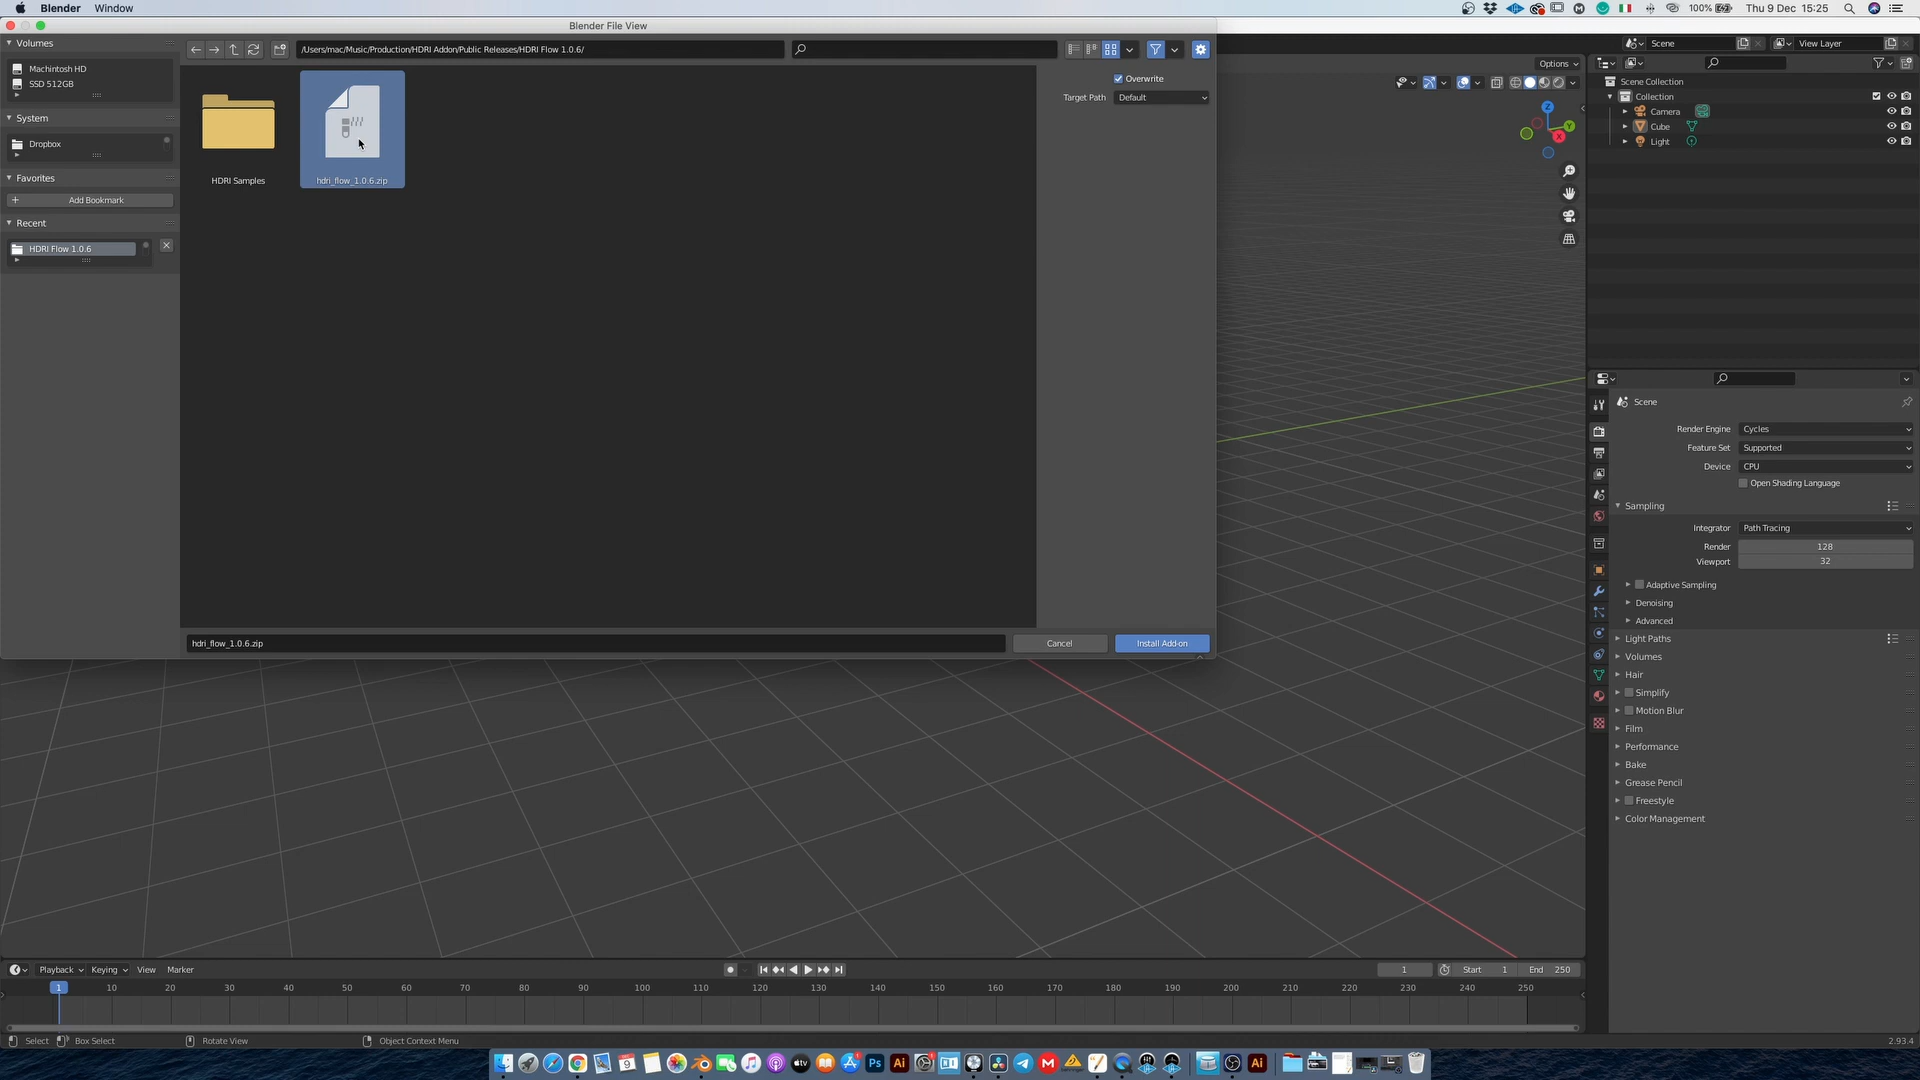 Blender Window
100% Thu 9 Dec 15:25
Blender File View
Volumes
Machintosh HD
SSD 512GB
System
Dropbox
Favorites
Add Bookmark
Recent
HDRI Flow 1.0.6
/Users/mac/Music/Production/HDRI Addon/Public Releases/HDRI Flow 1.0.6/
HDRI Samples
hdri_flow_1.0.6.zip
Overwrite
Target Path Default
hdri_flow_1.0.6.zip
Cancel
Install Add-on
Options
Scene
View Layer
Scene Collection
Collection
Camera
Cube
Light
Z
Y
X
Scene
Render Engine Cycles
Feature Set Supported
Device CPU
Open Shading Language
Sampling
Integrator Path Tracing
Render 128
Viewport 32
Adaptive Sampling
Denoising
Advanced
Light Paths
Volumes
Hair
Simplify
Motion Blur
Film
Performance
Bake
Grease Pencil
Freestyle
Color Management
Playback Keying View Marker
1 Start 1 End 250
1 10 20 30 40 50 60 70 80 90 100 110 120 130 140 150 160 170 180 190 200 210 220 230 240 250
Select Box Select Rotate View Object Context Menu
2.93.4
9 Ps Ai Ai